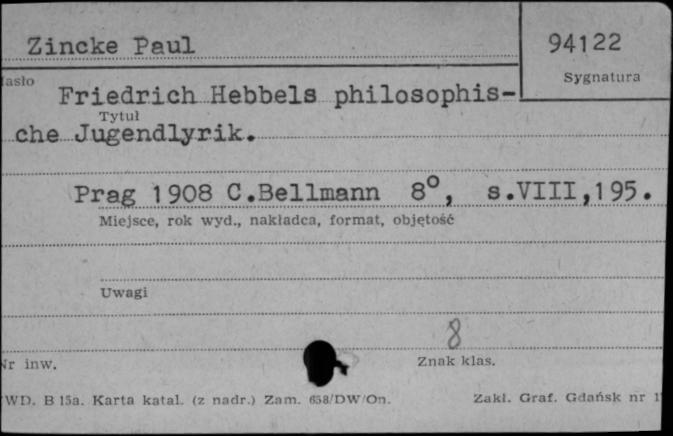 Zincke Paul
94122
asło
Sygnatura
Friedrich Hebbels philosophis-
Tytuł
che Jugendlyrik.
Prag 1908 C.Bellmann 8°, s.VIII,195.
Miejsce, rok wyd., nakładca, format, objętość
Uwagi
8
Nr inw.
Znak klas.
WD. B 15a. Karta katal. (z nadr.) Zam. 658/DW/On.
Zakł. Graf. Gdańsk nr 1